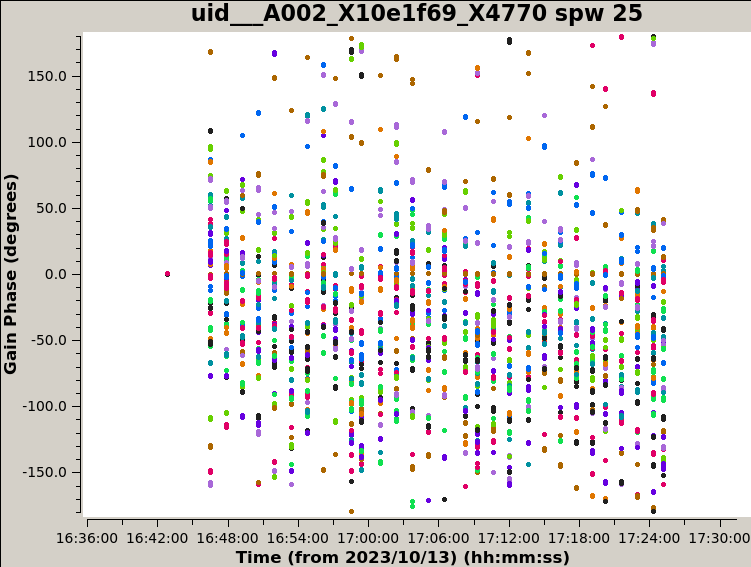 uid___A002_X10e1f69_X4770 spw 25
Gain Phase (degrees)
150.0
100.0
50.0
0.0
-50.0
-100.0
-150.0
16:36:00 16:42:00 16:48:00 16:54:00 17:00:00 17:06:00 17:12:00 17:18:00 17:24:00 17:30:00
Time (from 2023/10/13) (hh:mm:ss)